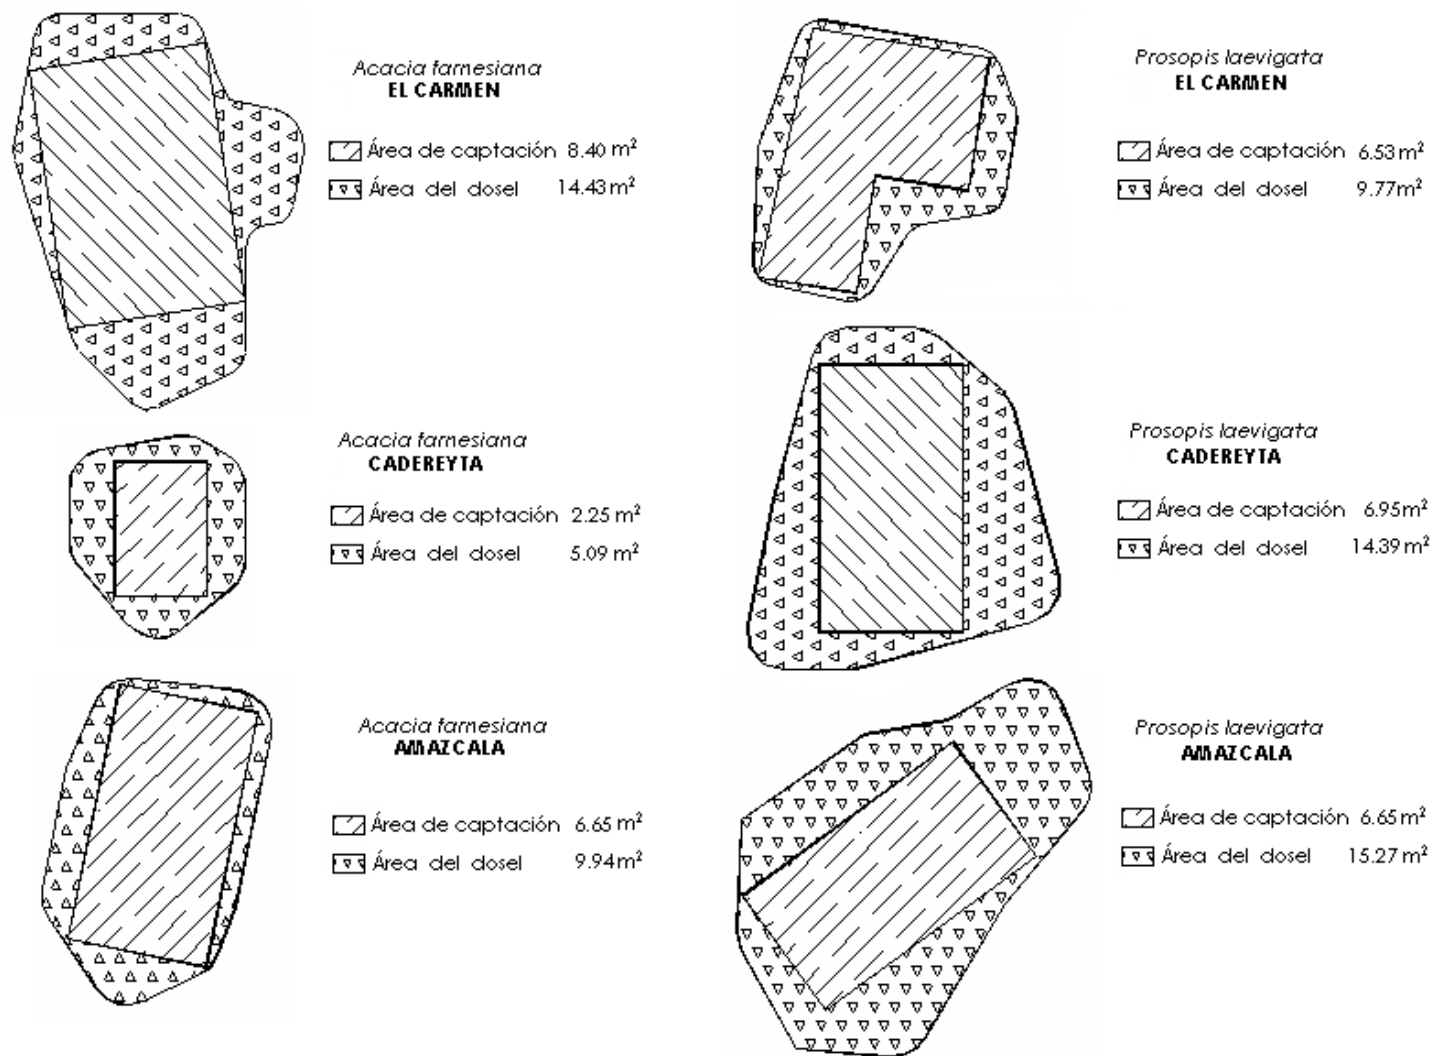 Acacia farnesiana
EL CARMEN
Área de captación 8.40 m²
Área del dosel 14.43 m²
Prosopis laevigata
EL CARMEN
Área de captación 6.53 m²
Área del dosel 9.77 m²
Acacia farnesiana
CADEREYTA
Área de captación 2.25 m²
Área del dosel 5.09 m²
Prosopis laevigata
CADEREYTA
Área de captación 6.95 m²
Área del dosel 14.39 m²
Acacia farnesiana
AMAZCALA
Área de captación 6.65 m²
Área del dosel 9.94 m²
Prosopis laevigata
AMAZCALA
Área de captación 6.65 m²
Área del dosel 15.27 m²